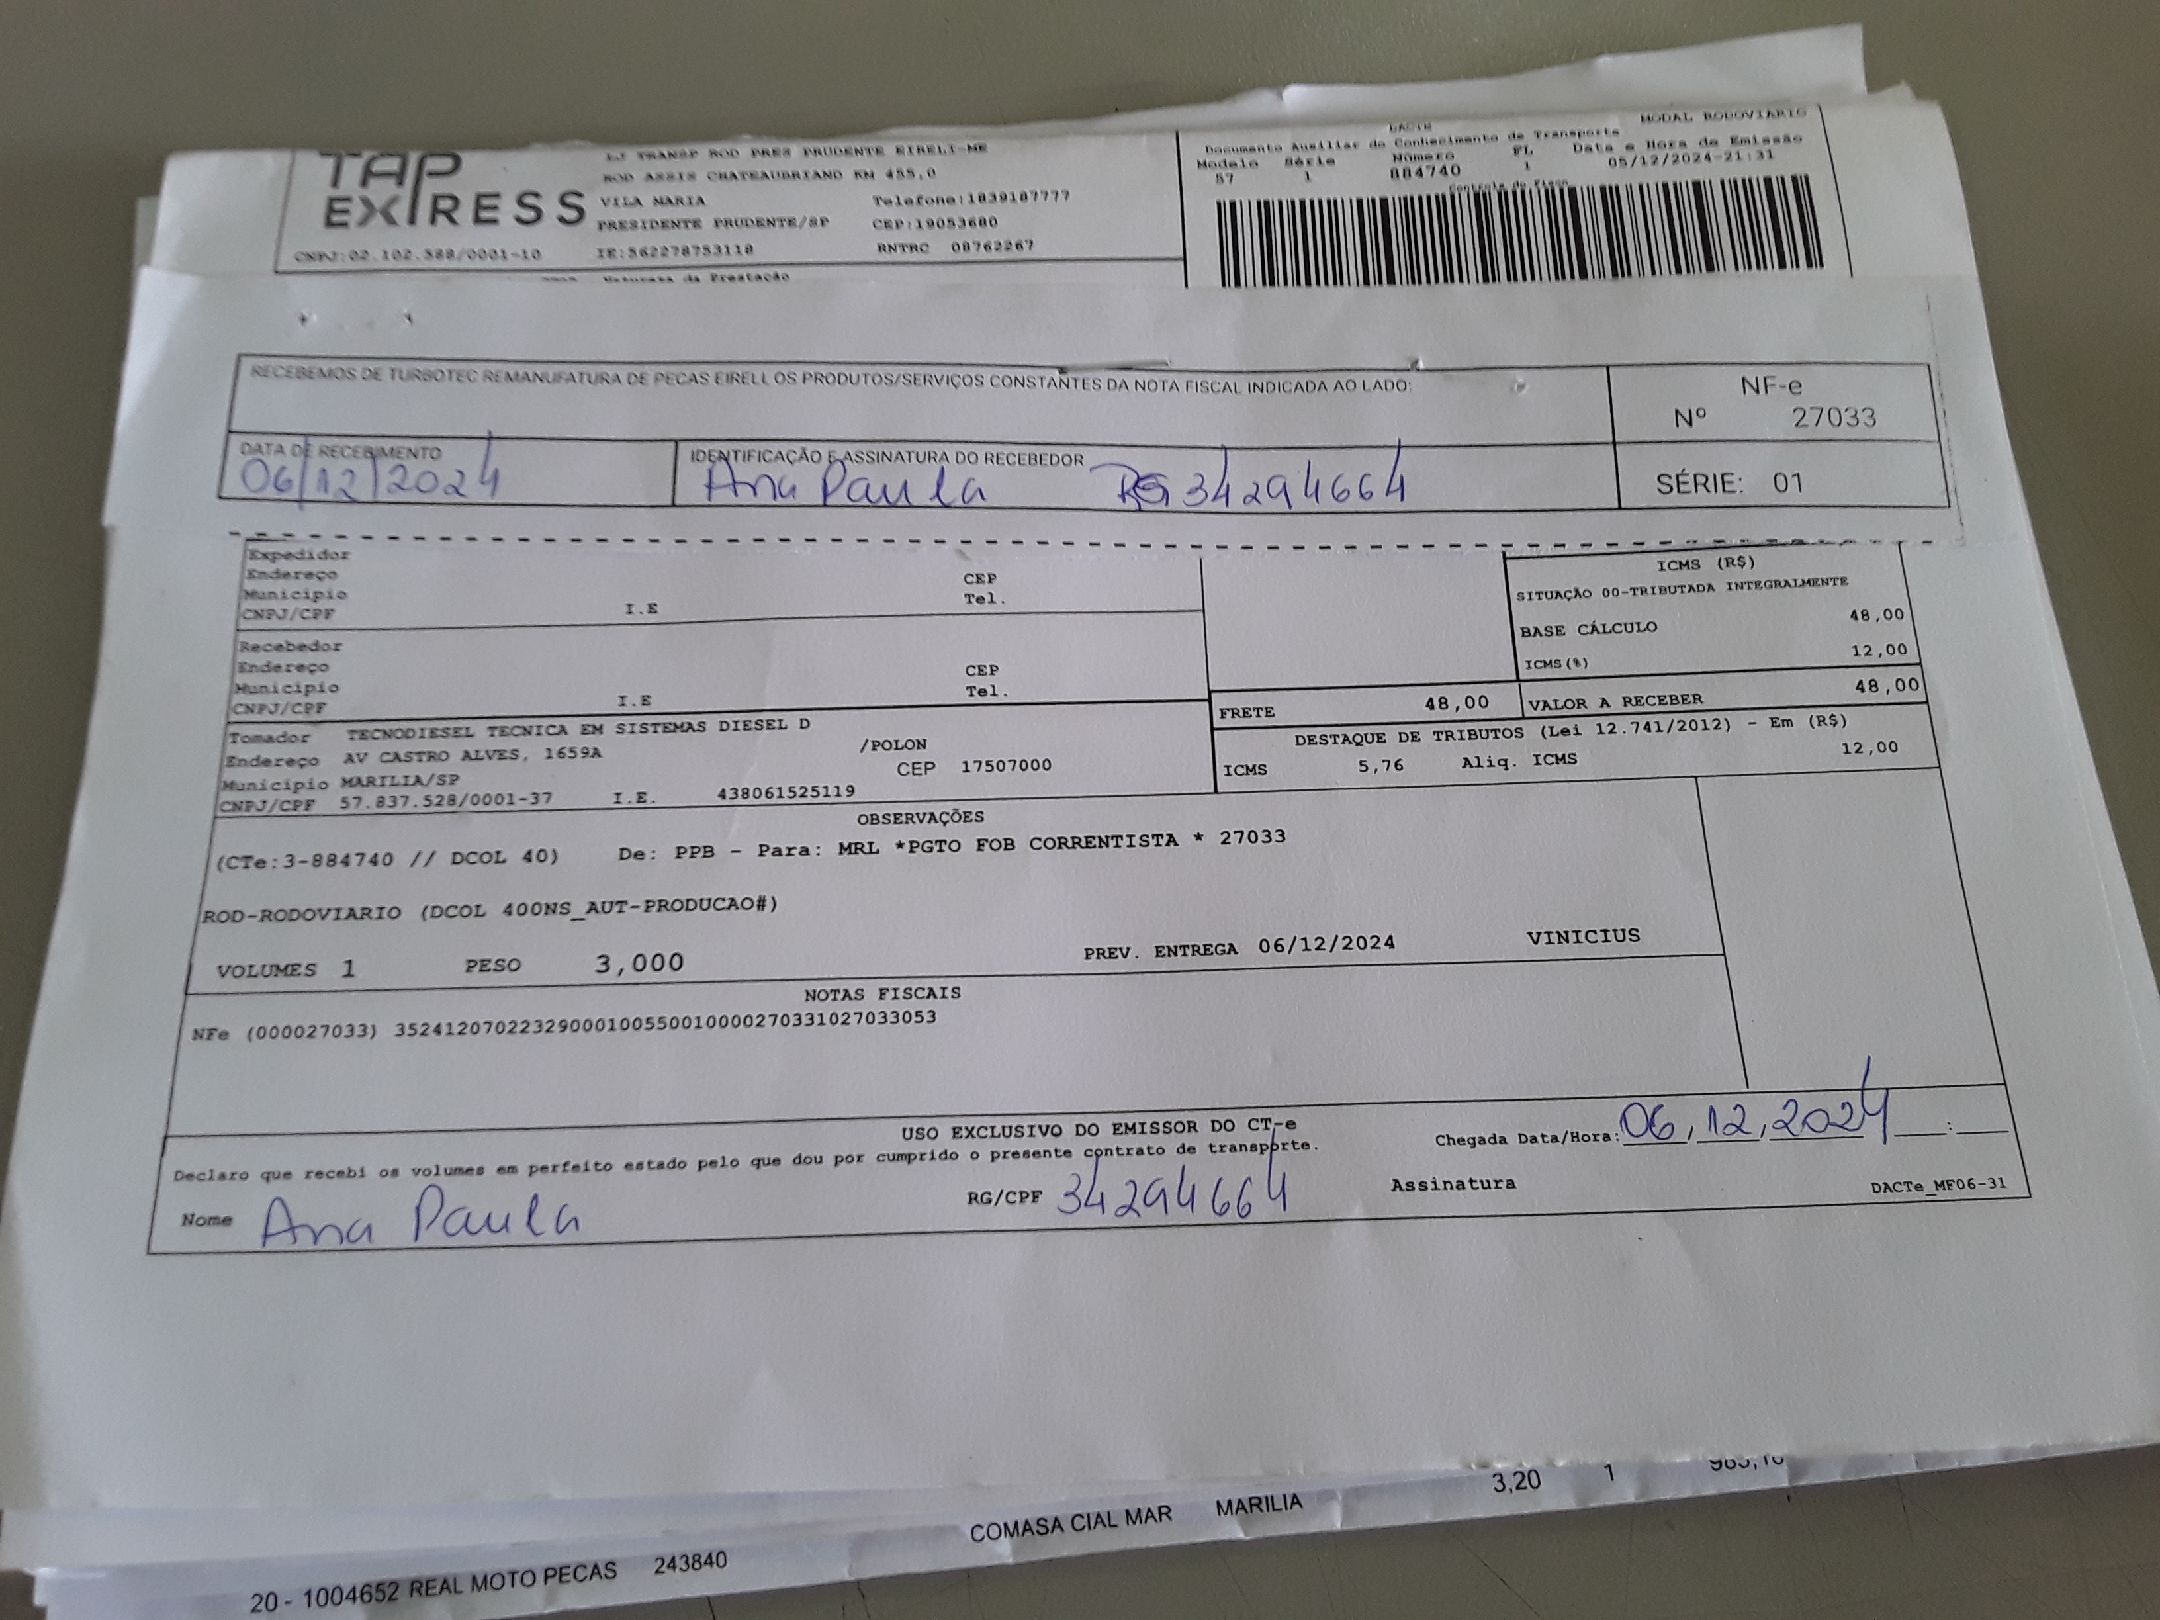 TAP EXPRESS
LJ TRANSP ROD PRES PRUDENTE EIRELI-ME
ROD ASSIS CHATEAUBRIAND KM 455,0
VILA MARIA Telefone:1839187777
PRESIDENTE PRUDENTE/SP CEP:19053680
CNPJ:02.102.588/0001-10 IE:562278753118 RNTRC 08762267
Natureza da Prestação
DACTE MODAL RODOVIARIO
Documento Auxiliar do Conhecimento de Transporte
Modelo Série Número FL Data e Hora de Emissão
57 1 884740 1 05/12/2024-21:31
Controle do Fisco
RECEBEMOS DE TURBOTEC REMANUFATURA DE PECAS EIRELL OS PRODUTOS/SERVIÇOS CONSTANTES DA NOTA FISCAL INDICADA AO LADO:
NF-e
Nº 27033
SÉRIE: 01
DATA DE RECEBIMENTO
06/12/2024
IDENTIFICAÇÃO E ASSINATURA DO RECEBEDOR
Ana Paula RG 34294664
Expedidor
Endereço CEP
Município Tel.
CNPJ/CPF I.E
Recebedor
Endereço CEP
Município Tel.
CNPJ/CPF I.E
ICMS (R$)
SITUAÇÃO 00-TRIBUTADA INTEGRALMENTE
BASE CÁLCULO 48,00
ICMS(%) 12,00
FRETE 48,00 VALOR A RECEBER 48,00
DESTAQUE DE TRIBUTOS (Lei 12.741/2012) - Em (R$)
ICMS 5,76 Aliq. ICMS 12,00
Tomador TECNODIESEL TECNICA EM SISTEMAS DIESEL D
Endereço AV CASTRO ALVES, 1659A /POLON
Município MARILIA/SP CEP 17507000
CNPJ/CPF 57.837.528/0001-37 I.E. 438061525119
OBSERVAÇÕES
(CTe:3-884740 // DCOL 40) De: PPB - Para: MRL *PGTO FOB CORRENTISTA * 27033
ROD-RODOVIARIO (DCOL 400NS_AUT-PRODUCAO#)
VOLUMES 1 PESO 3,000 PREV. ENTREGA 06/12/2024 VINICIUS
NOTAS FISCAIS
NFe (000027033) 35241207022329000100550010000270331027033053
USO EXCLUSIVO DO EMISSOR DO CT-e
Declaro que recebi os volumes em perfeito estado pelo que dou por cumprido o presente contrato de transporte.
Chegada Data/Hora: 06,12,2024 :
Nome Ana Paula RG/CPF 34294664 Assinatura
DACTe_MF06-31
COMASA CIAL MAR MARILIA 3,20 1
20 - 1004652 REAL MOTO PECAS 243840